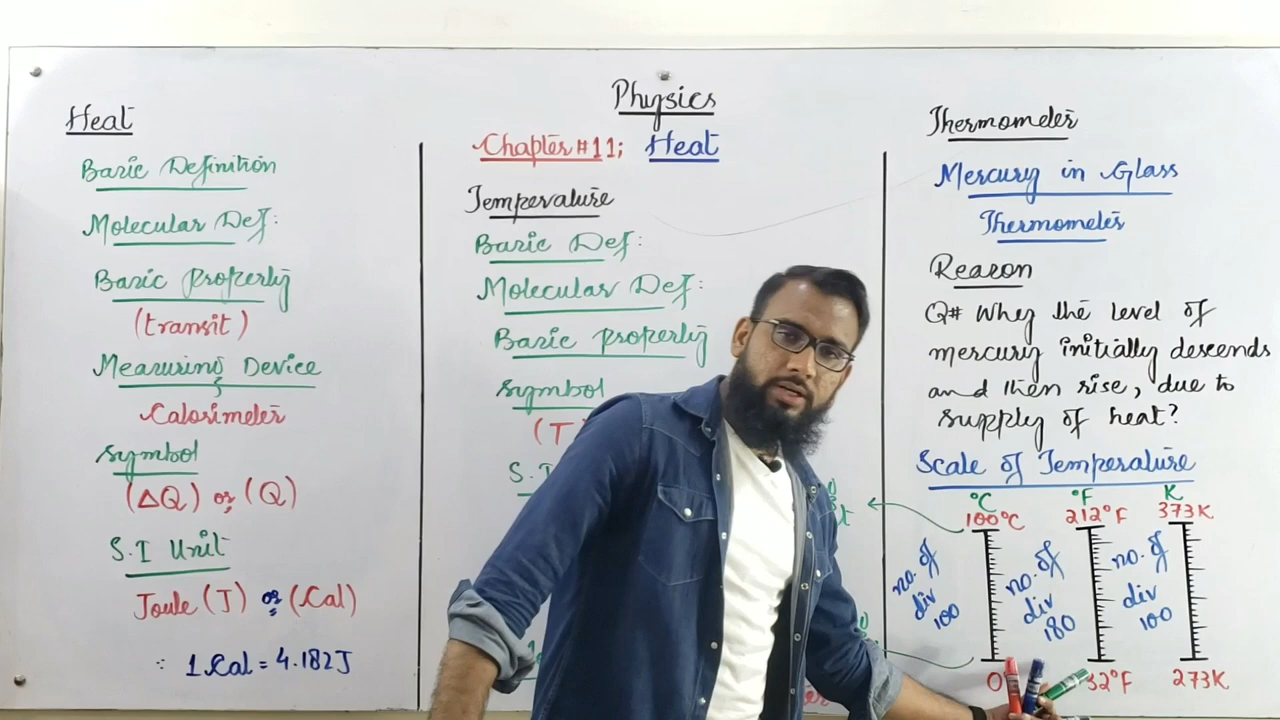 Physics
Chapter #11; Heat
Heat
Basic Definition
Molecular Def:
Basic Property
(transit)
Measuring Device
Calorimeter
Symbol
(ΔQ) or (Q)
S.I Unit
Joule (J) or (Cal)
∵ 1 Cal = 4.182J
Temperature
Basic Def:
Molecular Def:
Basic Property
Symbol
(T
S.I
Thermometer
Mercury in Glass
Thermometer
Reason
Q# Why the level of
mercury initially descends
and then rise, due to
supply of heat?
Scale of Temperature
°C °F K
100°C 212°F 373K
no. of div 100
no. of div 180
no. of div 100
0 32°F 273K